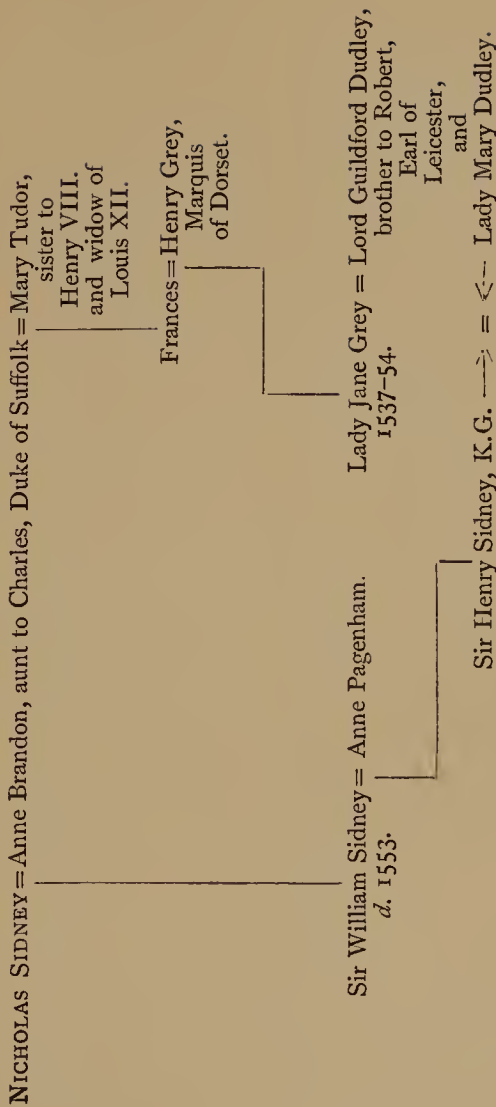 NICHOLAS SIDNEY = Anne Brandon, aunt to Charles, Duke of Suffolk = Mary Tudor,
sister to
Henry VIII.
and widow of
Louis XII.
Frances = Henry Grey,
Marquis
of Dorset.
Sir William Sidney = Anne Pagenham.
d. 1553.
Lady Jane Grey = Lord Guildford Dudley,
1537-54.
brother to Robert,
Earl of
Leicester,
and
Sir Henry Sidney, K.G. --> = <-- Lady Mary Dudley.